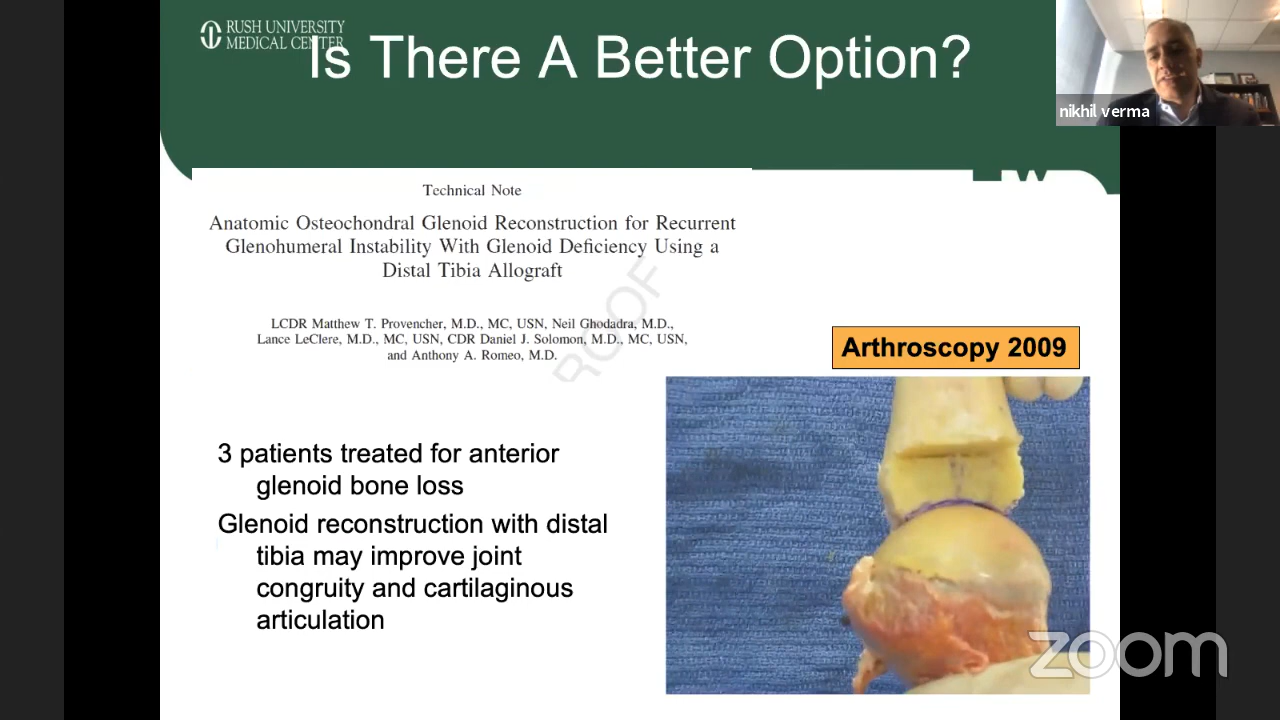 RUSH UNIVERSITY
MEDICAL CENTER
Is There A Better Option?
nikhil verma
Technical Note
Anatomic Osteochondral Glenoid Reconstruction for Recurrent
Glenohumeral Instability With Glenoid Deficiency Using a
Distal Tibia Allograft
LCDR Matthew T. Provencher, M.D., MC, USN, Neil Ghodadra, M.D.,
Lance LeClere, M.D., MC, USN, CDR Daniel J. Solomon, M.D., MC, USN,
and Anthony A. Romeo, M.D.
PROOF
Arthroscopy 2009
3 patients treated for anterior
glenoid bone loss
Glenoid reconstruction with distal
tibia may improve joint
congruity and cartilaginous
articulation
zoom